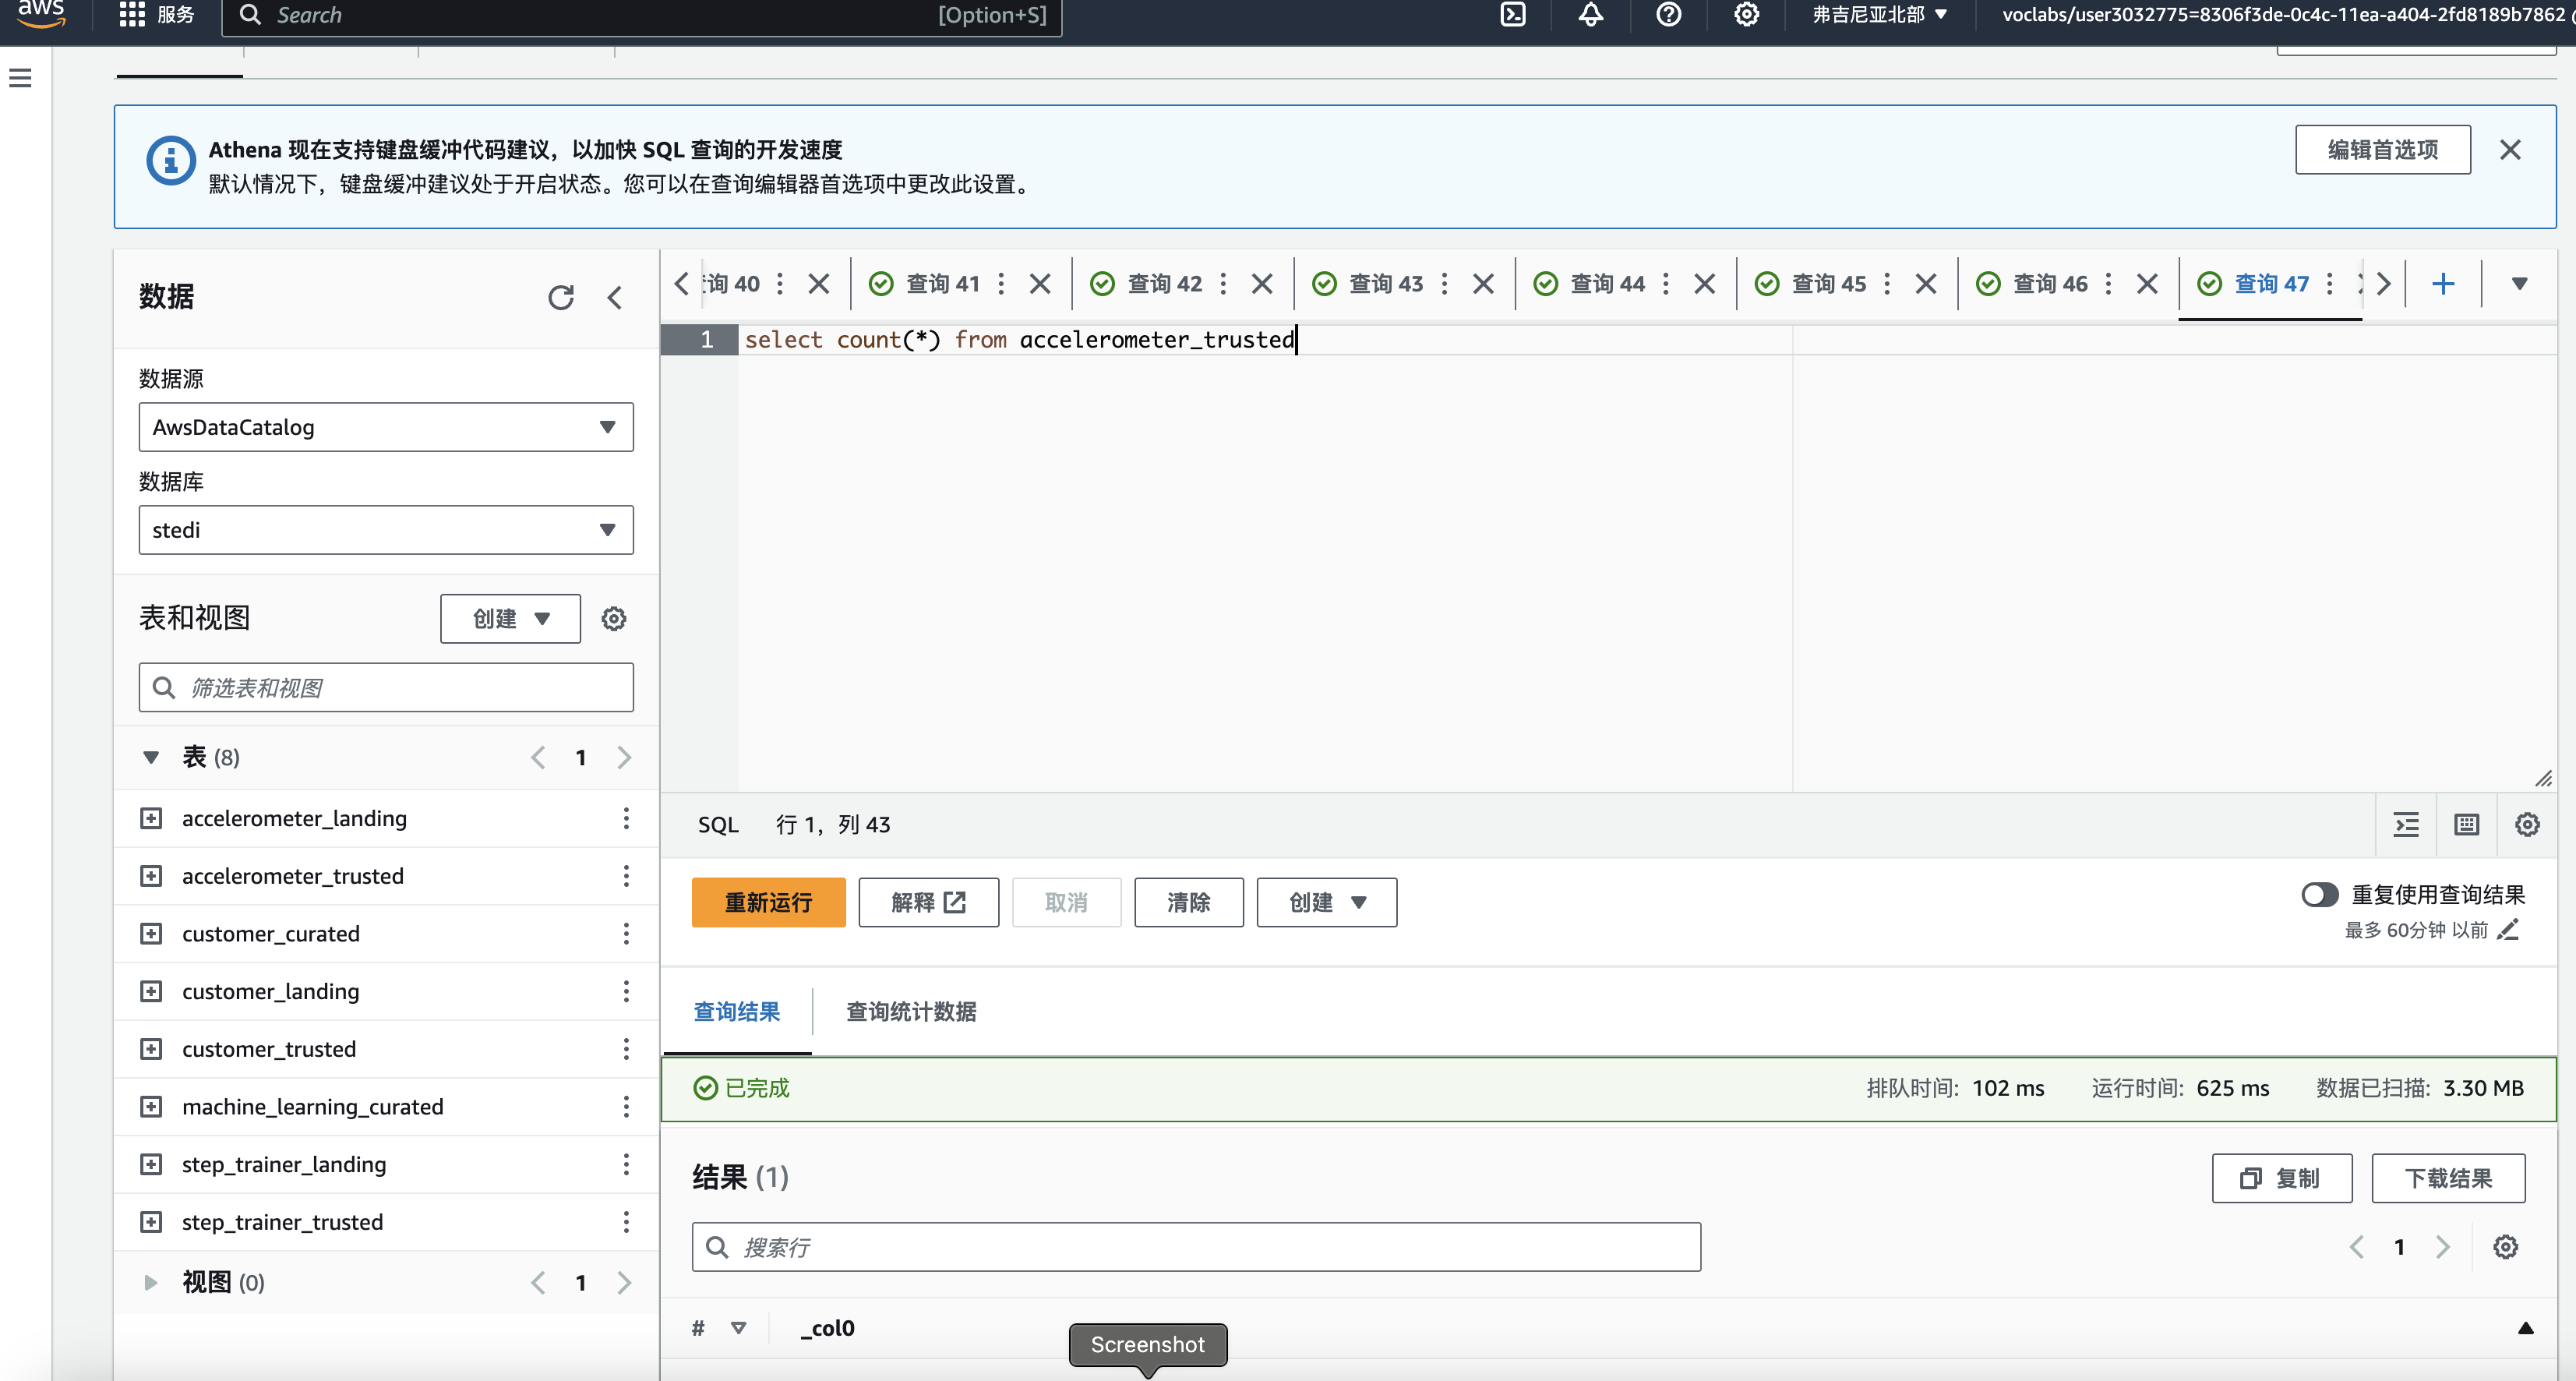 aws
服务
Search
[Option+S]
弗吉尼亚北部
voclabs/user3032775=8306f3de-0c4c-11ea-a404-2fd8189b7862
Athena 现在支持键盘缓冲代码建议，以加快 SQL 查询的开发速度
默认情况下，键盘缓冲建议处于开启状态。您可以在查询编辑器首选项中更改此设置。
编辑首选项
数据
数据源
AwsDataCatalog
数据库
stedi
表和视图
创建
筛选表和视图
表 (8)
1
accelerometer_landing
accelerometer_trusted
customer_curated
customer_landing
customer_trusted
machine_learning_curated
step_trainer_landing
step_trainer_trusted
视图 (0)
1
询 40
查询 41
查询 42
查询 43
查询 44
查询 45
查询 46
查询 47
1
select count(*) from accelerometer_trusted
SQL
行 1，列 43
重新运行
解释
取消
清除
创建
重复使用查询结果
最多 60分钟 以前
查询结果
查询统计数据
已完成
排队时间: 102 ms
运行时间: 625 ms
数据已扫描: 3.30 MB
结果 (1)
复制
下载结果
搜索行
1
#
_col0
Screenshot